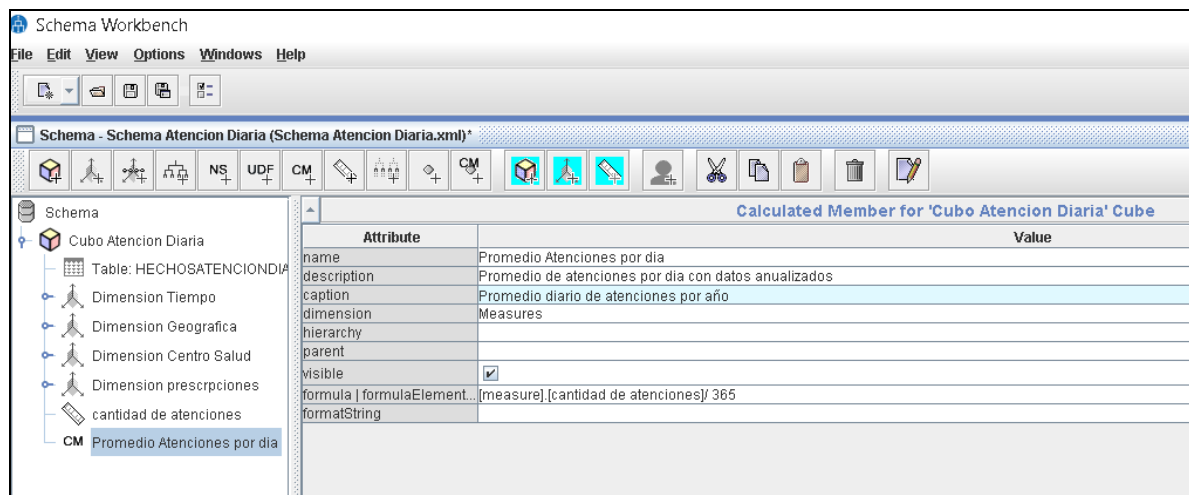 Schema Workbench
File Edit View Options Windows Help
Schema - Schema Atencion Diaria (Schema Atencion Diaria.xml)*
NS UDF CM CM
Schema
Cubo Atencion Diaria
Table: HECHOSATENCIONDIA
Dimension Tiempo
Dimension Geografica
Dimension Centro Salud
Dimension prescrpciones
cantidad de atenciones
CM Promedio Atenciones por dia
Calculated Member for 'Cubo Atencion Diaria' Cube
Attribute Value
name Promedio Atenciones por dia
description Promedio de atenciones por dia con datos anualizados
caption Promedio diario de atenciones por año
dimension Measures
hierarchy
parent
visible
formula | formulaElement... [measure].[cantidad de atenciones]/ 365
formatString